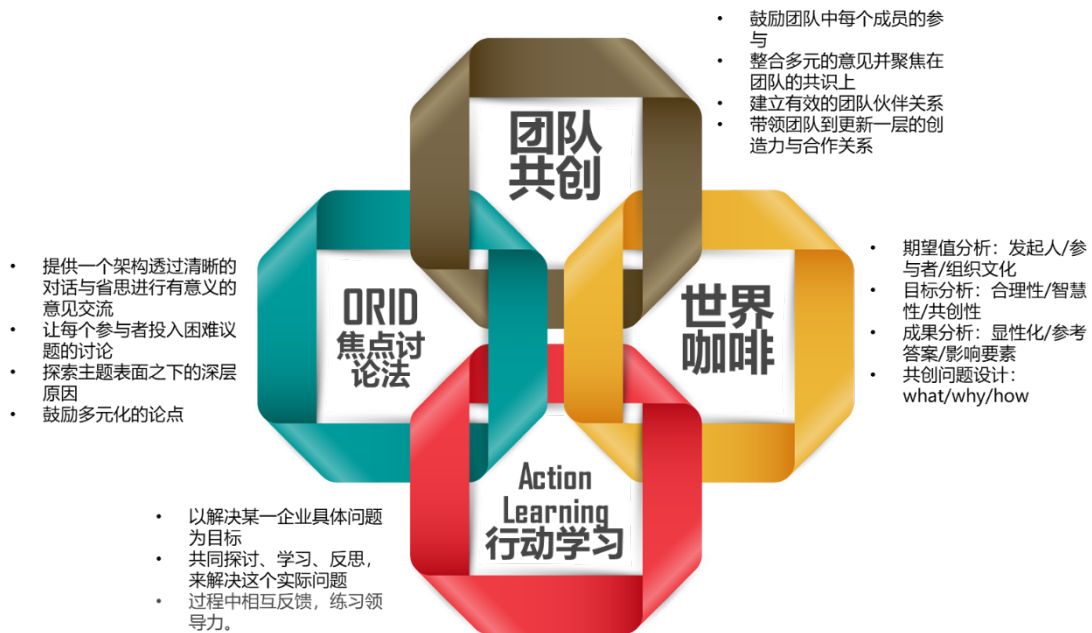 • 鼓励团队中每个成员的参
与
• 整合多元的意见并聚焦在
团队的共识上
• 建立有效的团队伙伴关系
• 带领团队到更新一层的创
造力与合作关系
团队
共创
• 提供一个架构透过清晰的
对话与省思进行有意义的
意见交流
• 让每个参与者投入困难议
题的讨论
• 探索主题表面之下的深层
原因
• 鼓励多元化的论点
ORID
焦点讨
论法
世界
咖啡
• 期望值分析：发起人/参
与者/组织文化
• 目标分析：合理性/智慧
性/共创性
• 成果分析：显性化/参考
答案/影响要素
• 共创问题设计：
what/why/how
Action
Learning
行动学习
• 以解决某一企业具体问题
为目标
• 共同探讨、学习、反思，
来解决这个实际问题
• 过程中相互反馈，练习领
导力。